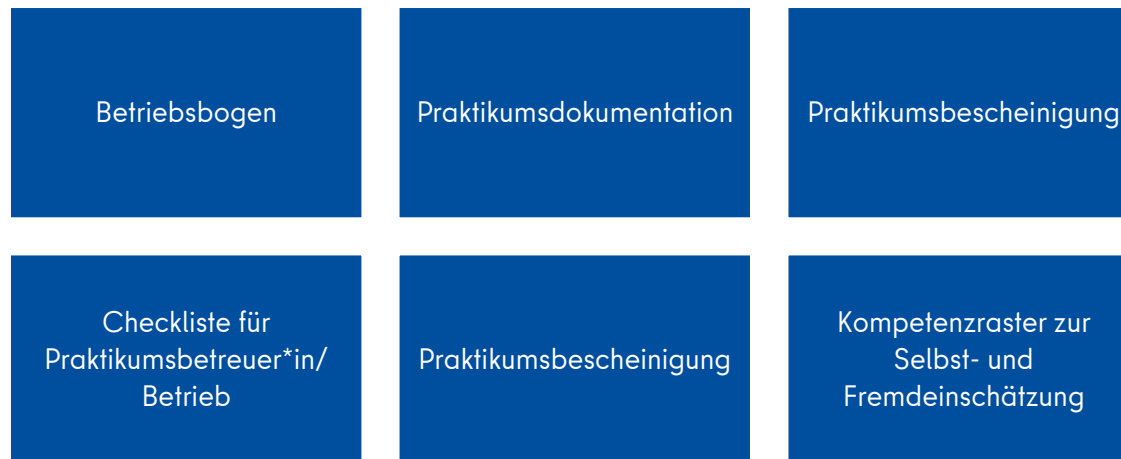 Betriebsbogen
Praktikumsdokumentation
Praktikumsbescheinigung
Checkliste für
Praktikumsbetreuer*in/
Betrieb
Praktikumsbescheinigung
Kompetenzraster zur
Selbst- und
Fremdeinschätzung